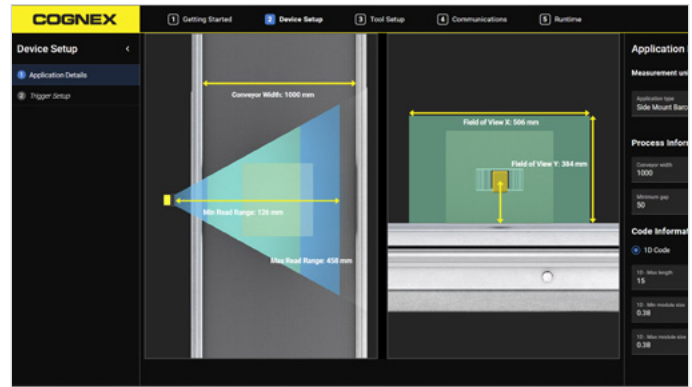 COGNEX
1 Getting Started
2 Device Setup
3 Tool Setup
4 Communications
5 Runtime
Device Setup
1 Application Details
2 Trigger Setup
Conveyor Width: 1000 mm
Min Read Range: 126 mm
Max Read Range: 458 mm
Field of View X: 506 mm
Field of View Y: 384 mm
Application
Measurement uni
Application type
Side Mount Barc
Process Infor
Conveyor width
1000
Minimum gap
50
Code Informat
1D Code
1D - Max length
15
1D - Min module size
0.38
1D - Max module size
0.38